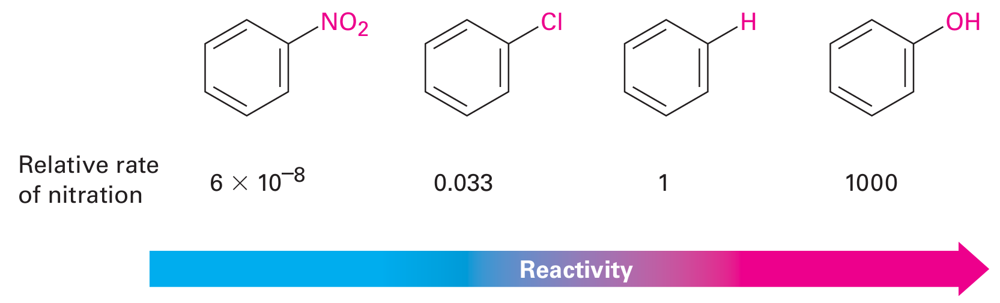 NO₂ Cl H OH
Relative rate
of nitration
6 × 10⁻⁸ 0.033 1 1000
Reactivity